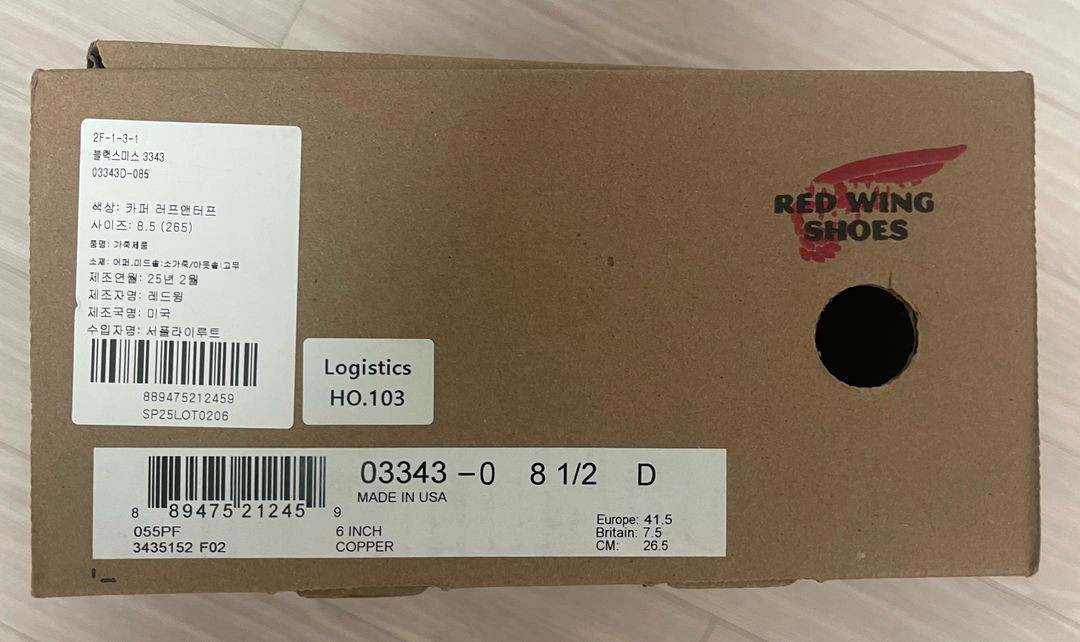 2F-1-3-1
블랙스미스 3343
03343D-085
색상: 카퍼 러프앤터프
사이즈: 8.5 (265)
품명: 가죽제품
소재: 어퍼,미드솔:소가죽/아웃솔:고무
제조연월: 25년 2월
제조자명: 레드윙
제조국명: 미국
수입자명: 서플라이루트
889475212459
SP25LOT0206
Logistics
HO.103
RED WING
SHOES
03343 -0 8 1/2 D
MADE IN USA
8 89475 21245 9
055PF
3435152 F02
6 INCH
COPPER
Europe: 41.5
Britain: 7.5
CM: 26.5